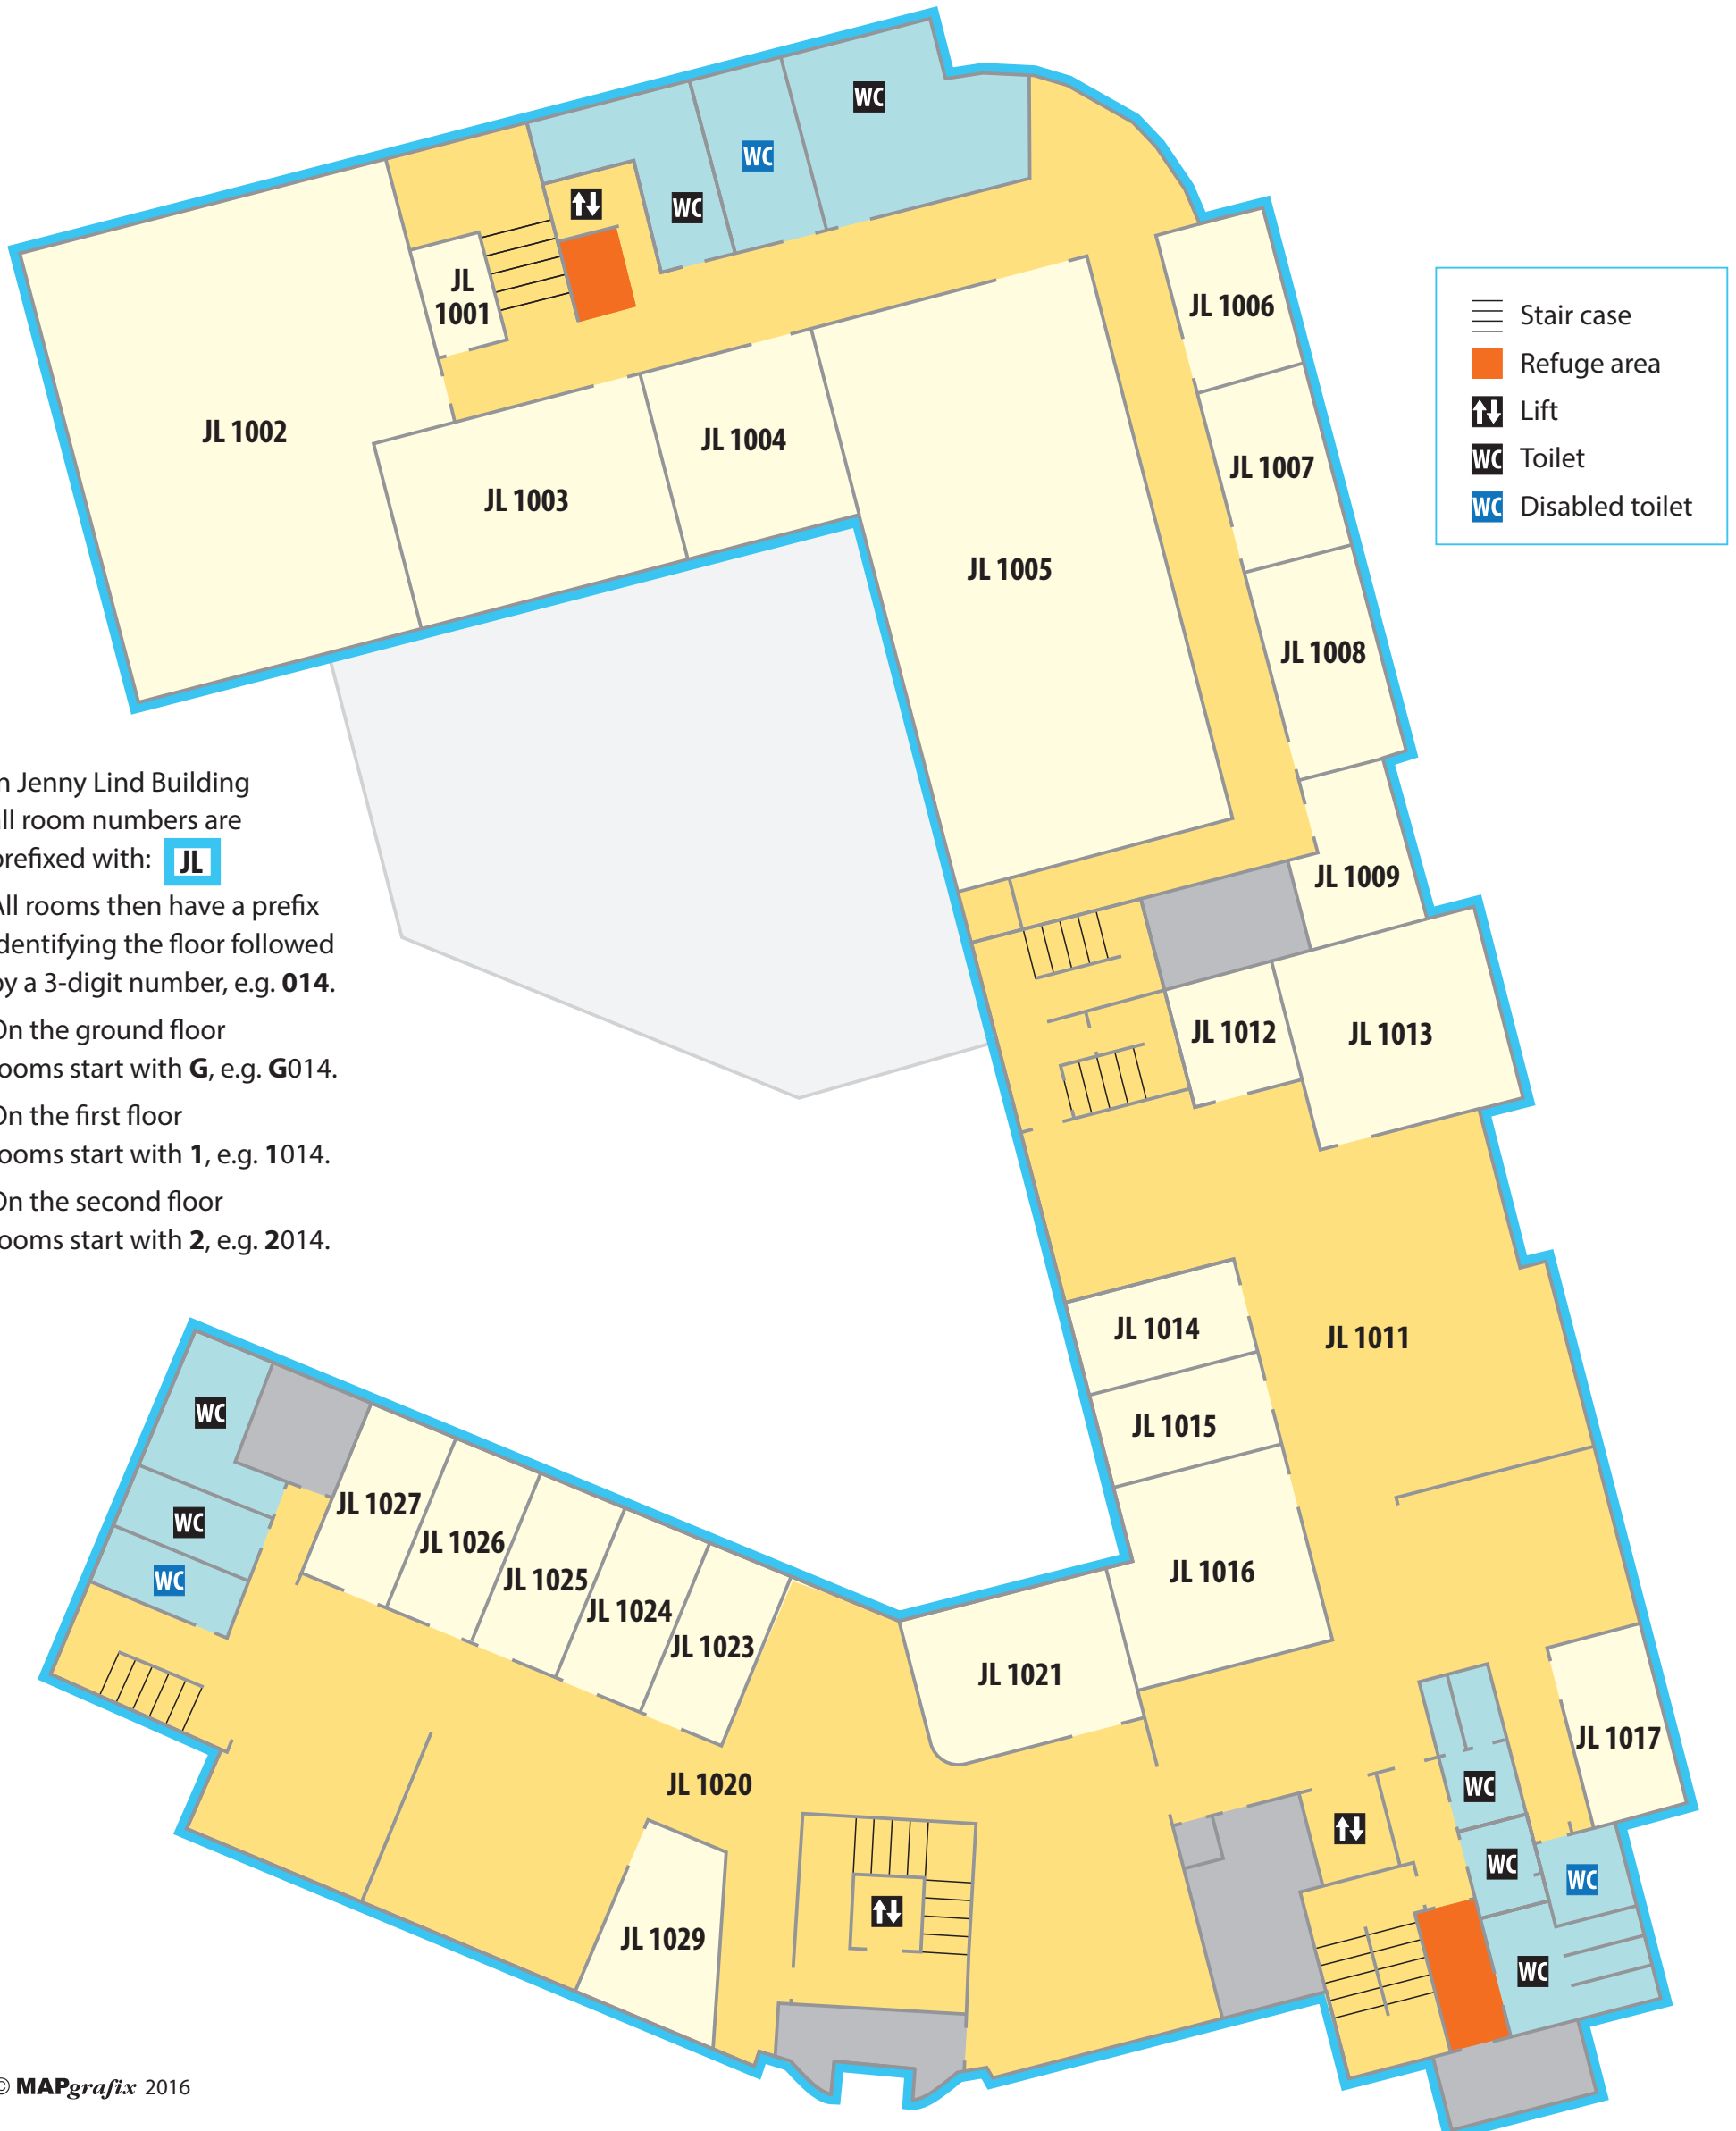 WC
WC
WC
JL
1001
JL 1002
JL 1003
JL 1004
JL 1005
JL 1006
JL 1007
JL 1008
JL 1009
JL 1012
JL 1013
Stair case
Refuge area
Lift
WC Toilet
WC Disabled toilet
n Jenny Lind Building
ll room numbers are
prefixed with: JL
All rooms then have a prefix
dentifying the floor followed
by a 3-digit number, e.g. 014.
On the ground floor
ooms start with G, e.g. G014.
On the first floor
ooms start with 1, e.g. 1014.
On the second floor
ooms start with 2, e.g. 2014.
JL 1014
JL 1011
JL 1015
JL 1016
WC
WC
WC
JL 1027
JL 1026
JL 1025
JL 1024
JL 1023
JL 1021
JL 1017
JL 1020
JL 1029
WC
WC
WC
WC
© MAPgrafix 2016